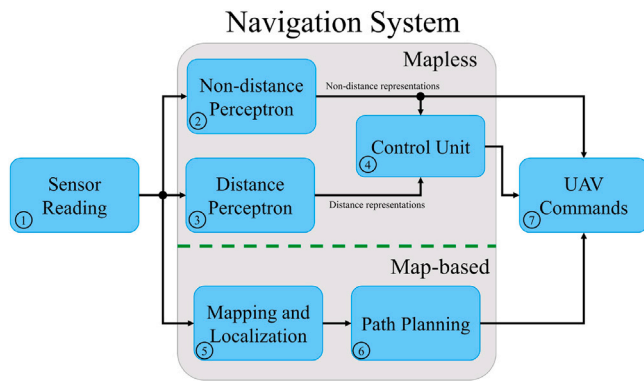 Navigation System
Mapless
Non-distance
Perceptron
2
Non-distance representations
Control Unit
4
Sensor
Reading
1
Distance
Perceptron
3
Distance representations
UAV
Commands
7
Map-based
Mapping and
Localization
5
Path Planning
6